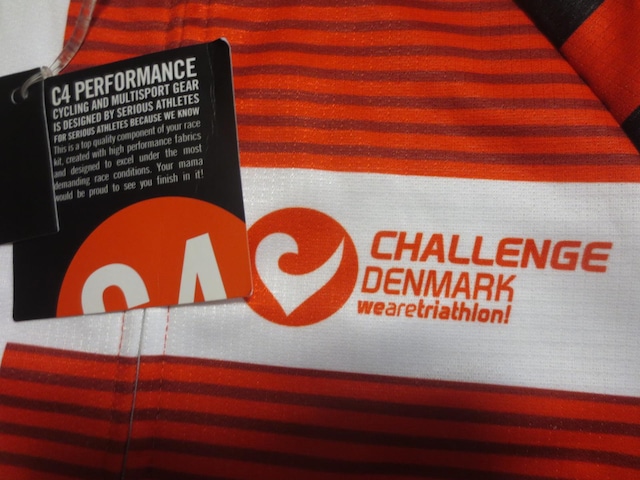 C4 PERFORMANCE
CYCLING AND MULTISPORT GEAR
IS DESIGNED BY SERIOUS ATHLETES
FOR SERIOUS ATHLETES BECAUSE WE KNOW
This is a top quality component of your race
kit, created with high performance fabrics
and designed to excel under the most
demanding race conditions. Your mama
would be proud to see you finish in it!
C4
CHALLENGE
DENMARK
wearetriathlon!